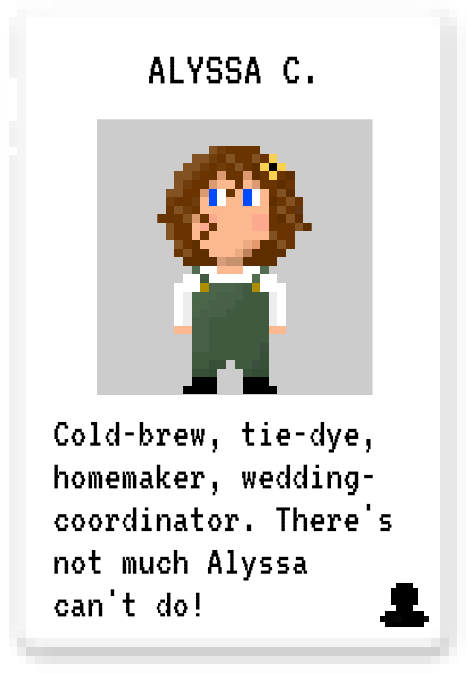 ALYSSA C.
Cold-brew, tie-dye,
homemaker, wedding-
coordinator. There's
not much Alyssa
can't do!